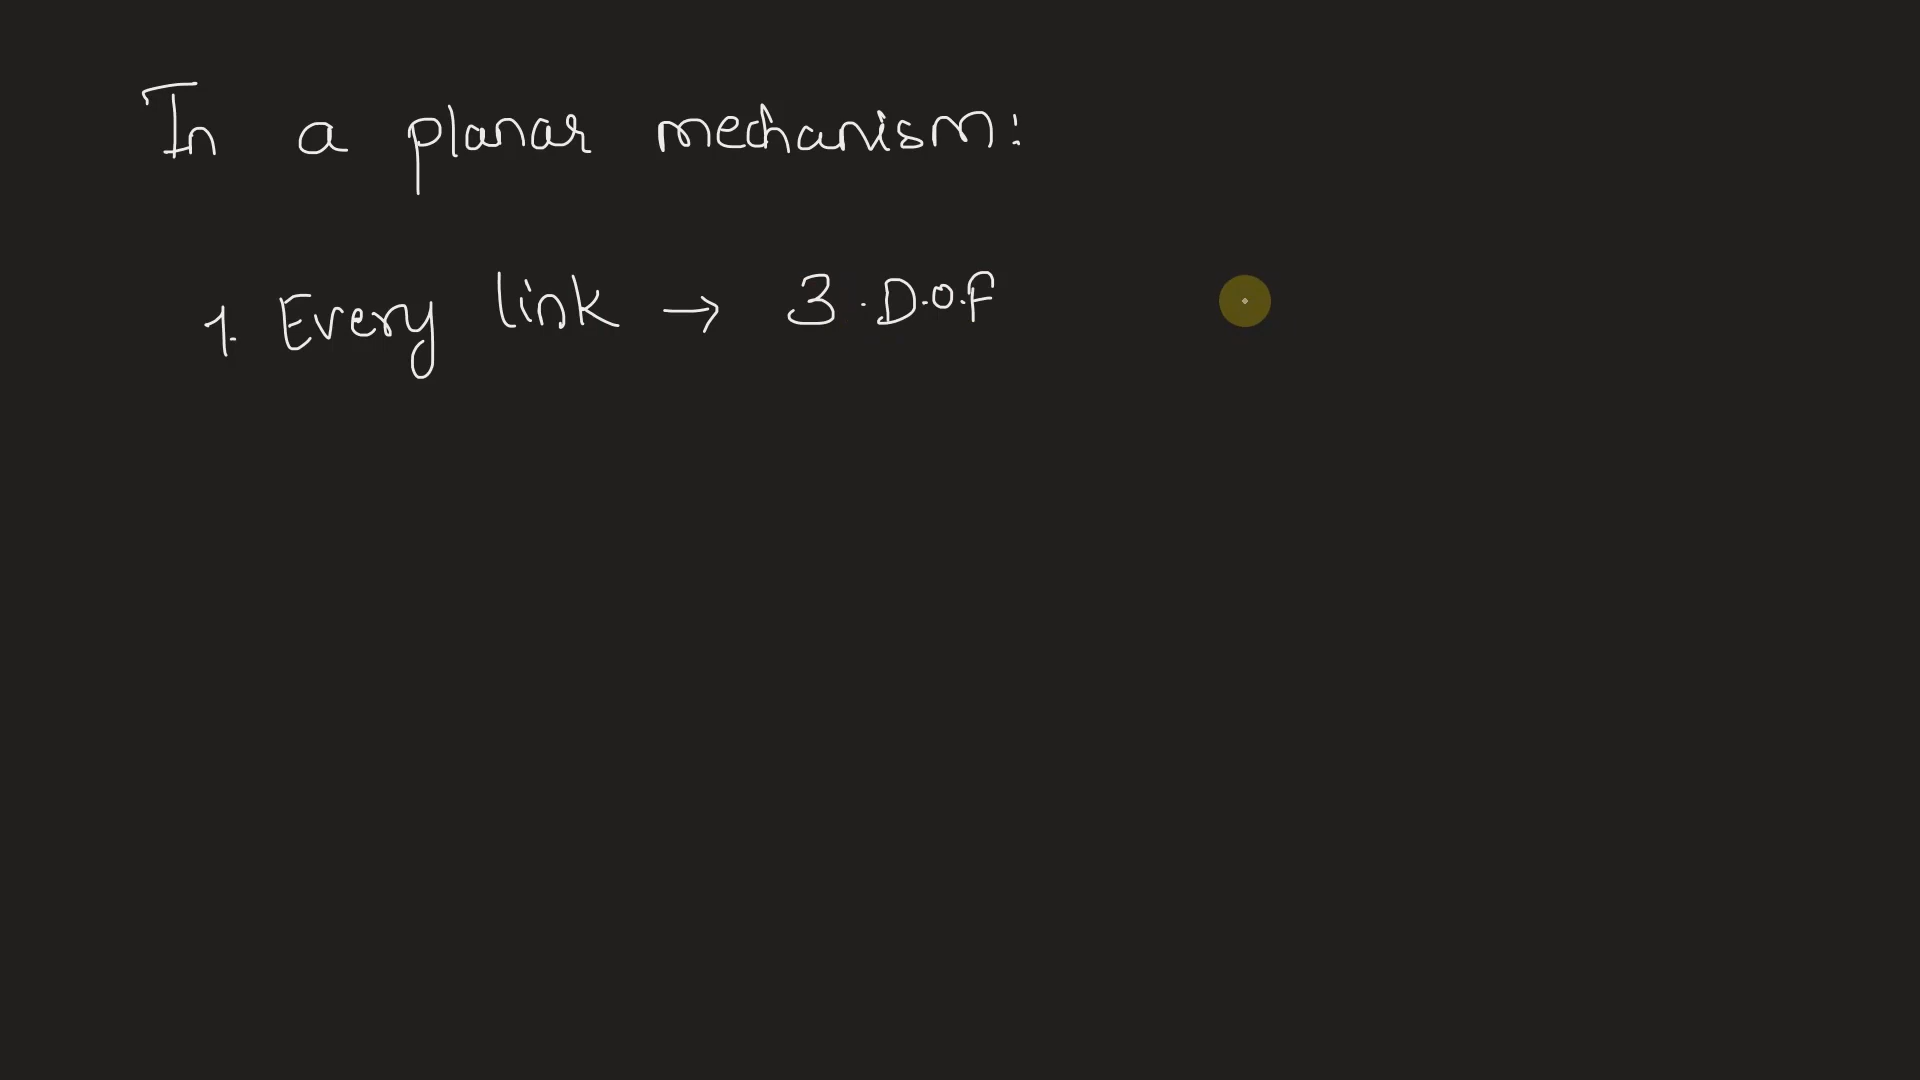 In a planar mechanism:
1. Every link → 3 . D.O.F